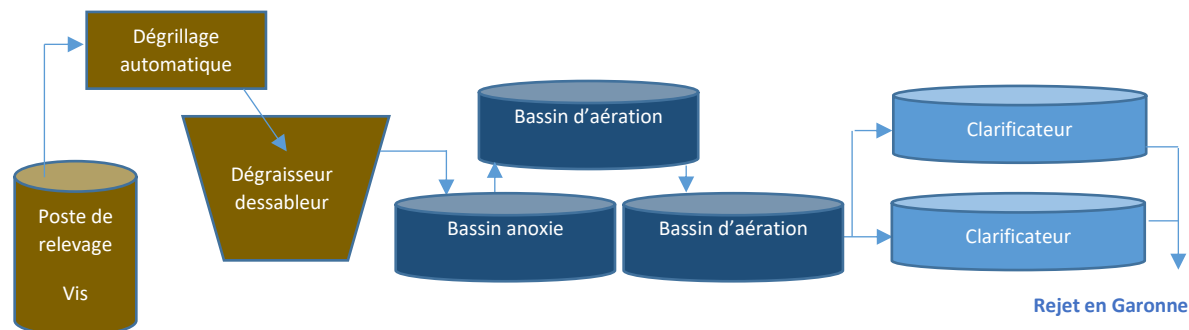 Poste de
relevage
Vis
Dégrillage
automatique
Dégraisseur
dessableur
Bassin anoxie
Bassin d’aération
Bassin d’aération
Clarificateur
Clarificateur
Rejet en Garonne